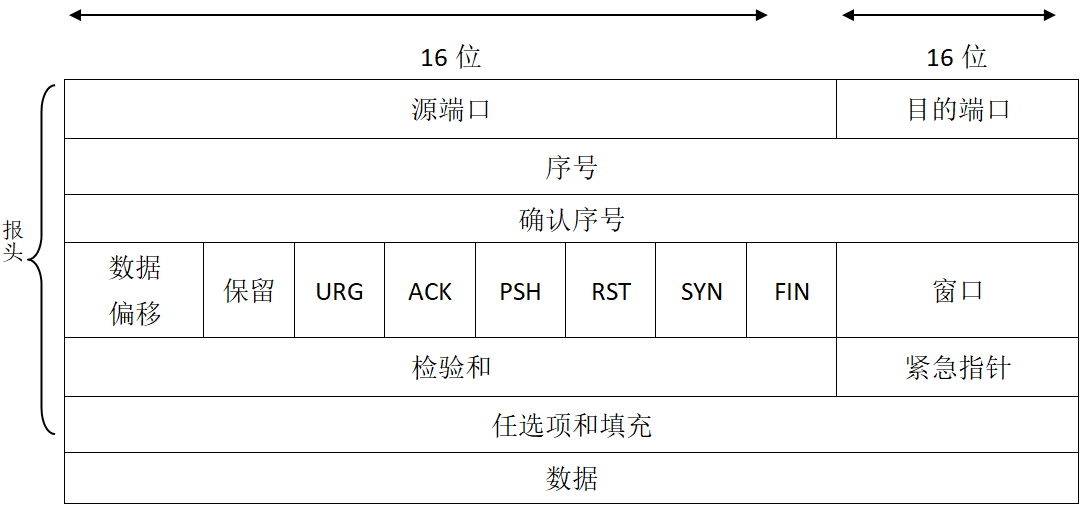 16 位
16 位
源端口
目的端口
序号
确认序号
报头
数据
偏移
保留
URG
ACK
PSH
RST
SYN
FIN
窗口
检验和
紧急指针
任选项和填充
数据